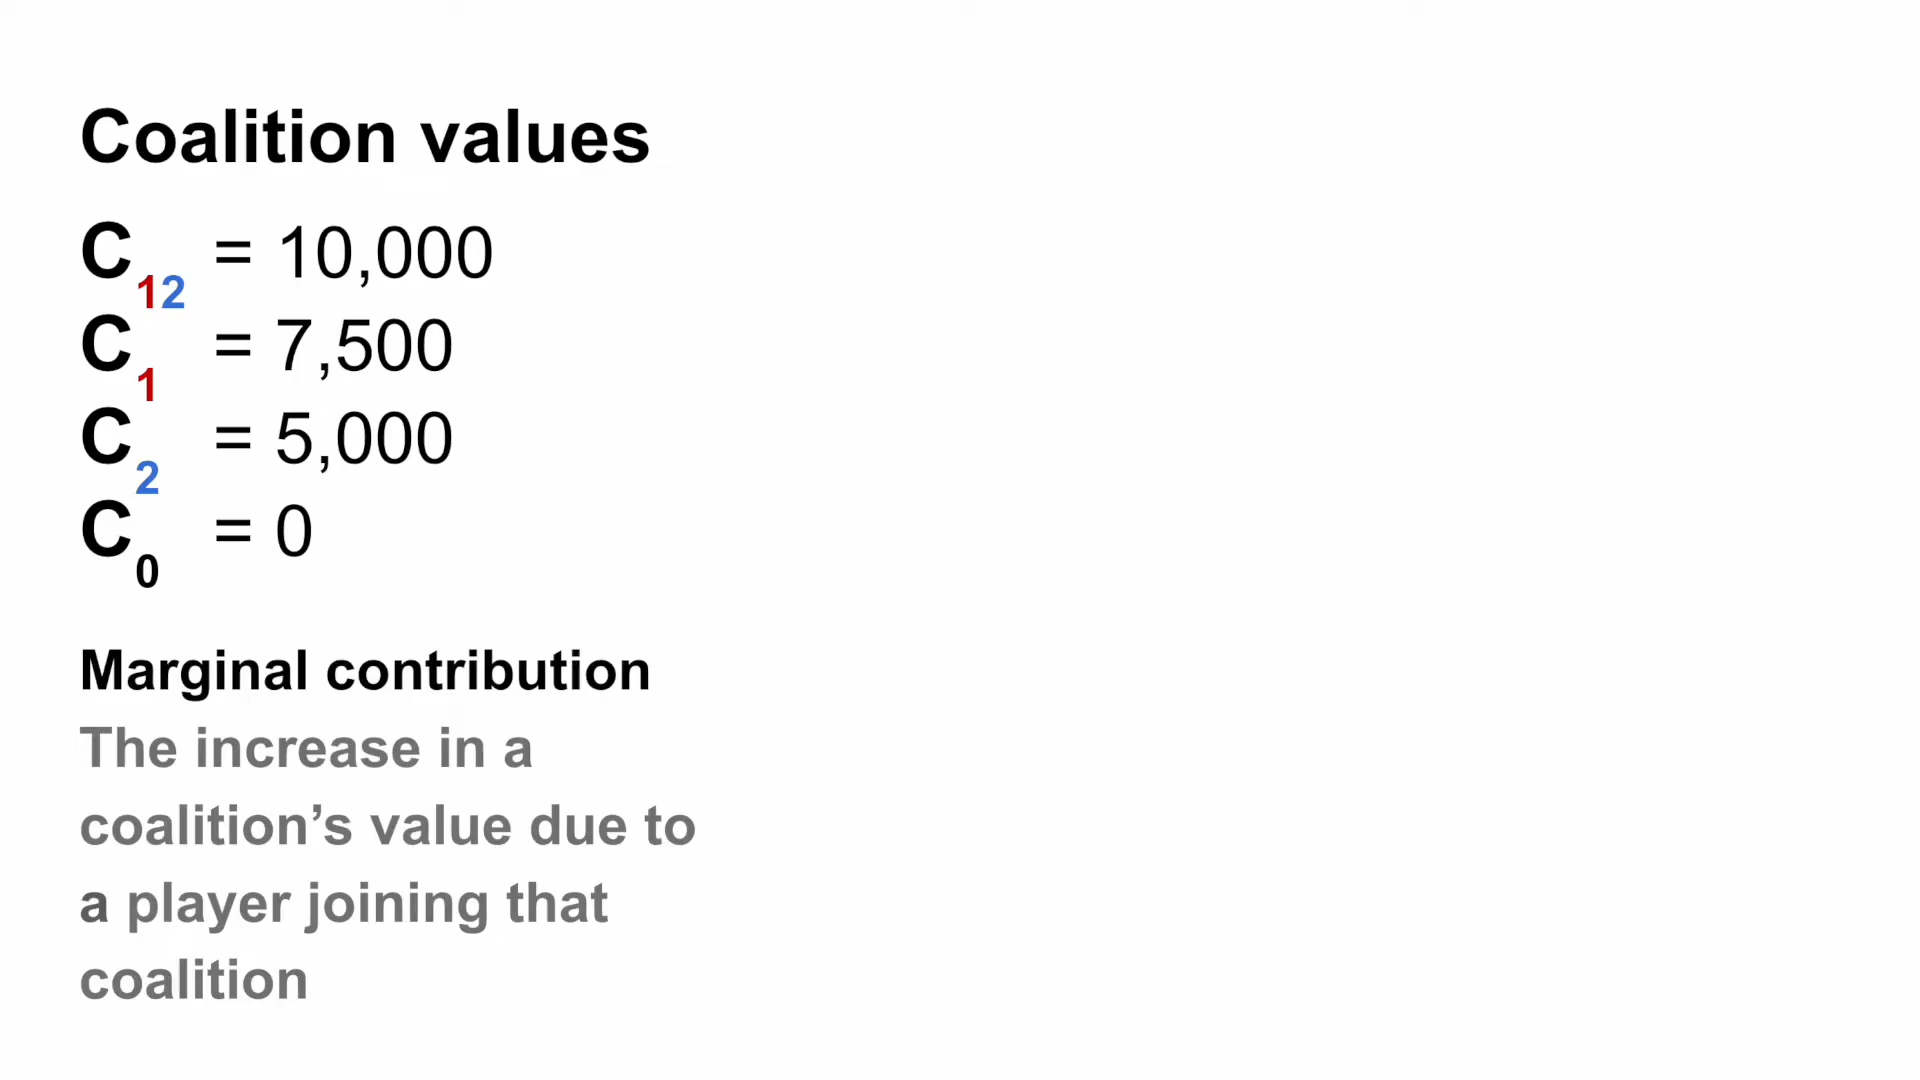 Coalition values
C12 = 10,000
C1 = 7,500
C2 = 5,000
C0 = 0
Marginal contribution
The increase in a
coalition’s value due to
a player joining that
coalition